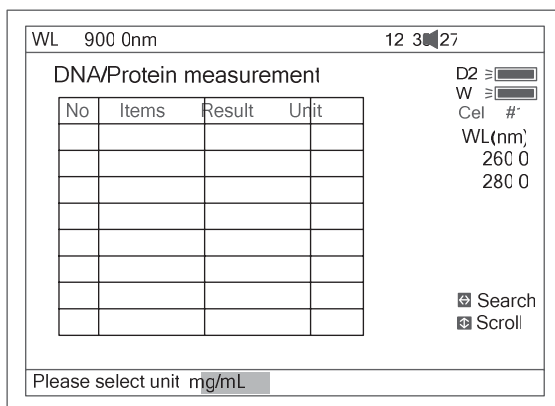 WL 900 0nm 12 3 27
DNA/Protein measurement
D2
W
No Items Result Unit
Cel #1
WL(nm)
260 0
280 0
Search
Scroll
Please select unit mg/mL